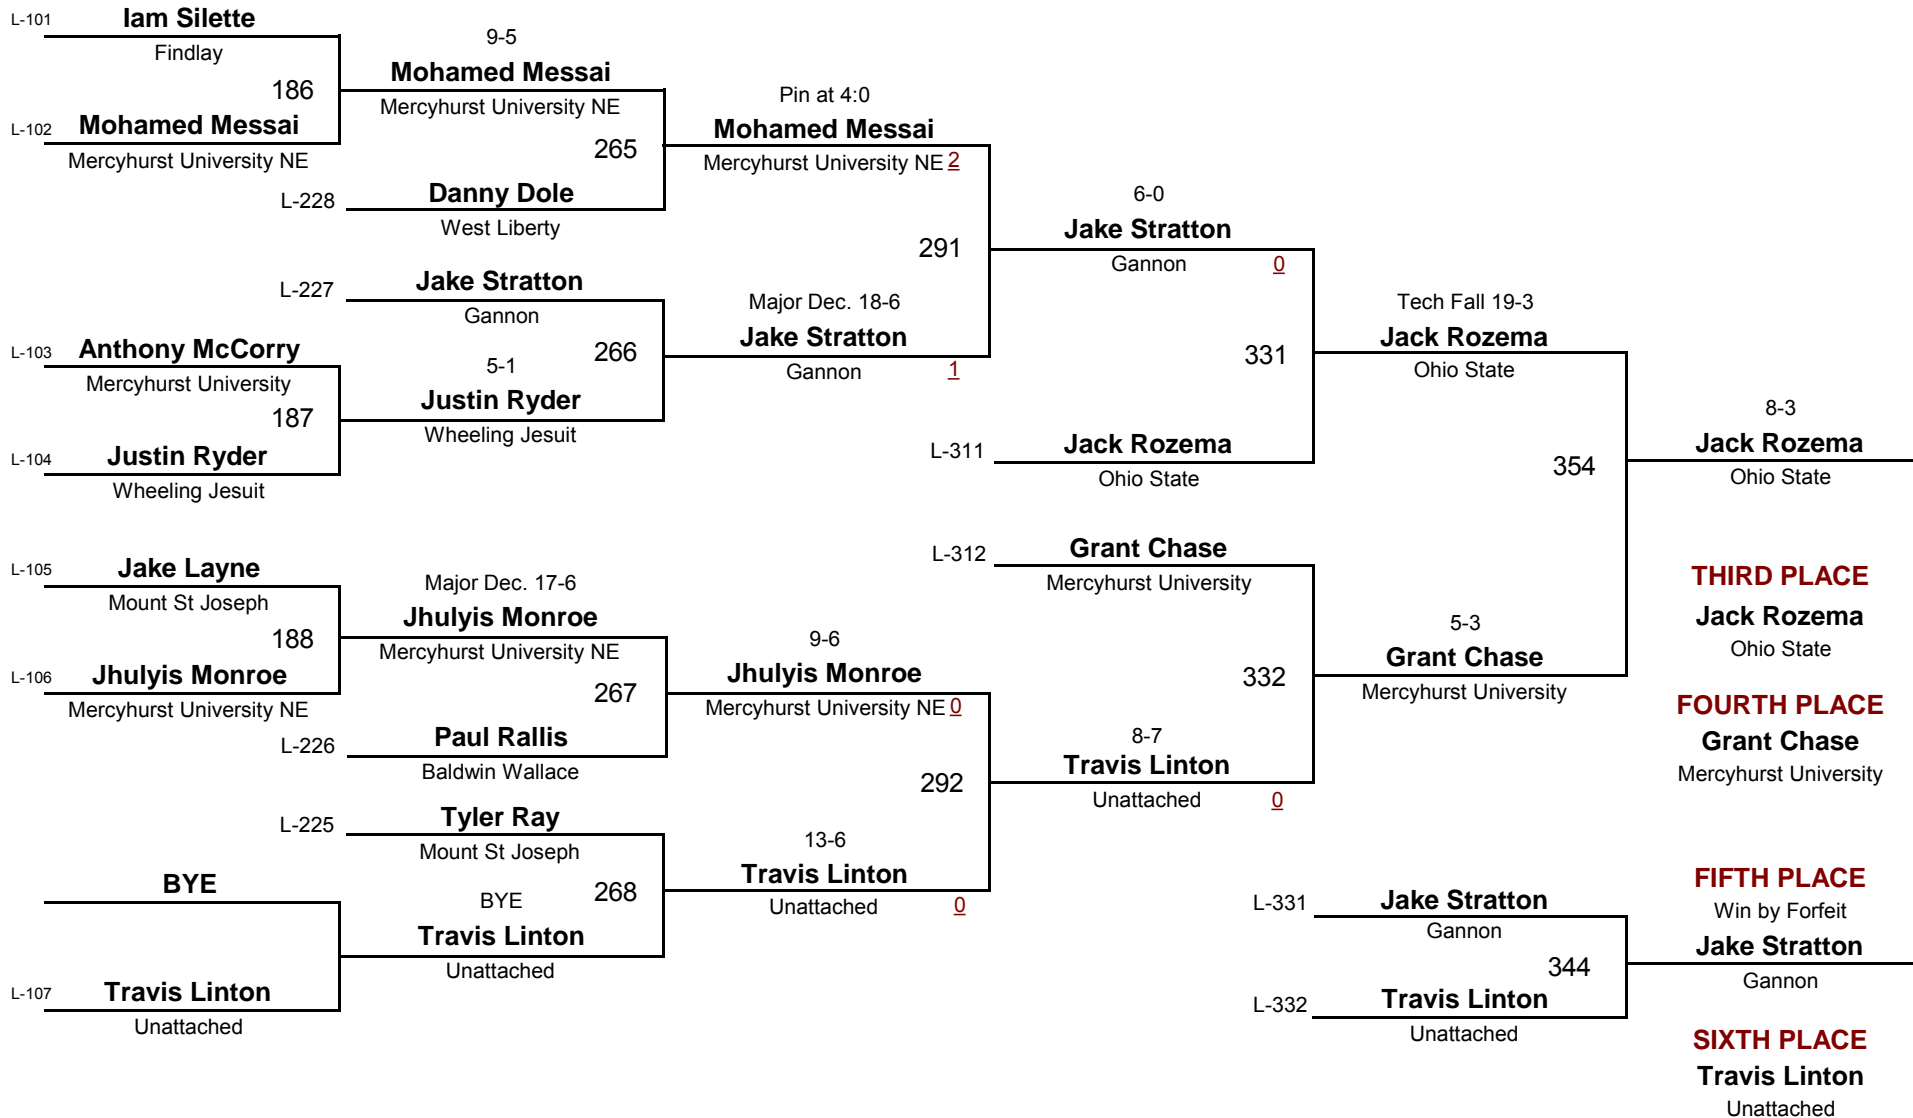 L-101
Iam Silette
Findlay
186
L-102
Mohamed Messai
Mercyhurst University NE
9-5
Mohamed Messai
Mercyhurst University NE
265
L-228
Danny Dole
West Liberty
Pin at 4:0
Mohamed Messai
Mercyhurst University NE 2
291
L-227
Jake Stratton
Gannon
266
L-103
Anthony McCorry
Mercyhurst University
187
L-104
Justin Ryder
Wheeling Jesuit
5-1
Justin Ryder
Wheeling Jesuit
Major Dec. 18-6
Jake Stratton
Gannon 1
6-0
Jake Stratton
Gannon 0
331
L-311
Jack Rozema
Ohio State
Tech Fall 19-3
Jack Rozema
Ohio State
354
8-3
Jack Rozema
Ohio State
L-105
Jake Layne
Mount St Joseph
188
L-106
Jhulyis Monroe
Mercyhurst University NE
Major Dec. 17-6
Jhulyis Monroe
Mercyhurst University NE
267
L-226
Paul Rallis
Baldwin Wallace
9-6
Jhulyis Monroe
Mercyhurst University NE 0
292
L-225
Tyler Ray
Mount St Joseph
268
BYE
L-107
Travis Linton
Unattached
BYE
Travis Linton
Unattached
13-6
Travis Linton
Unattached 0
L-312
Grant Chase
Mercyhurst University
332
8-7
Travis Linton
Unattached 0
5-3
Grant Chase
Mercyhurst University
THIRD PLACE
Jack Rozema
Ohio State
FOURTH PLACE
Grant Chase
Mercyhurst University
L-331
Jake Stratton
Gannon
344
L-332
Travis Linton
Unattached
FIFTH PLACE
Win by Forfeit
Jake Stratton
Gannon
SIXTH PLACE
Travis Linton
Unattached